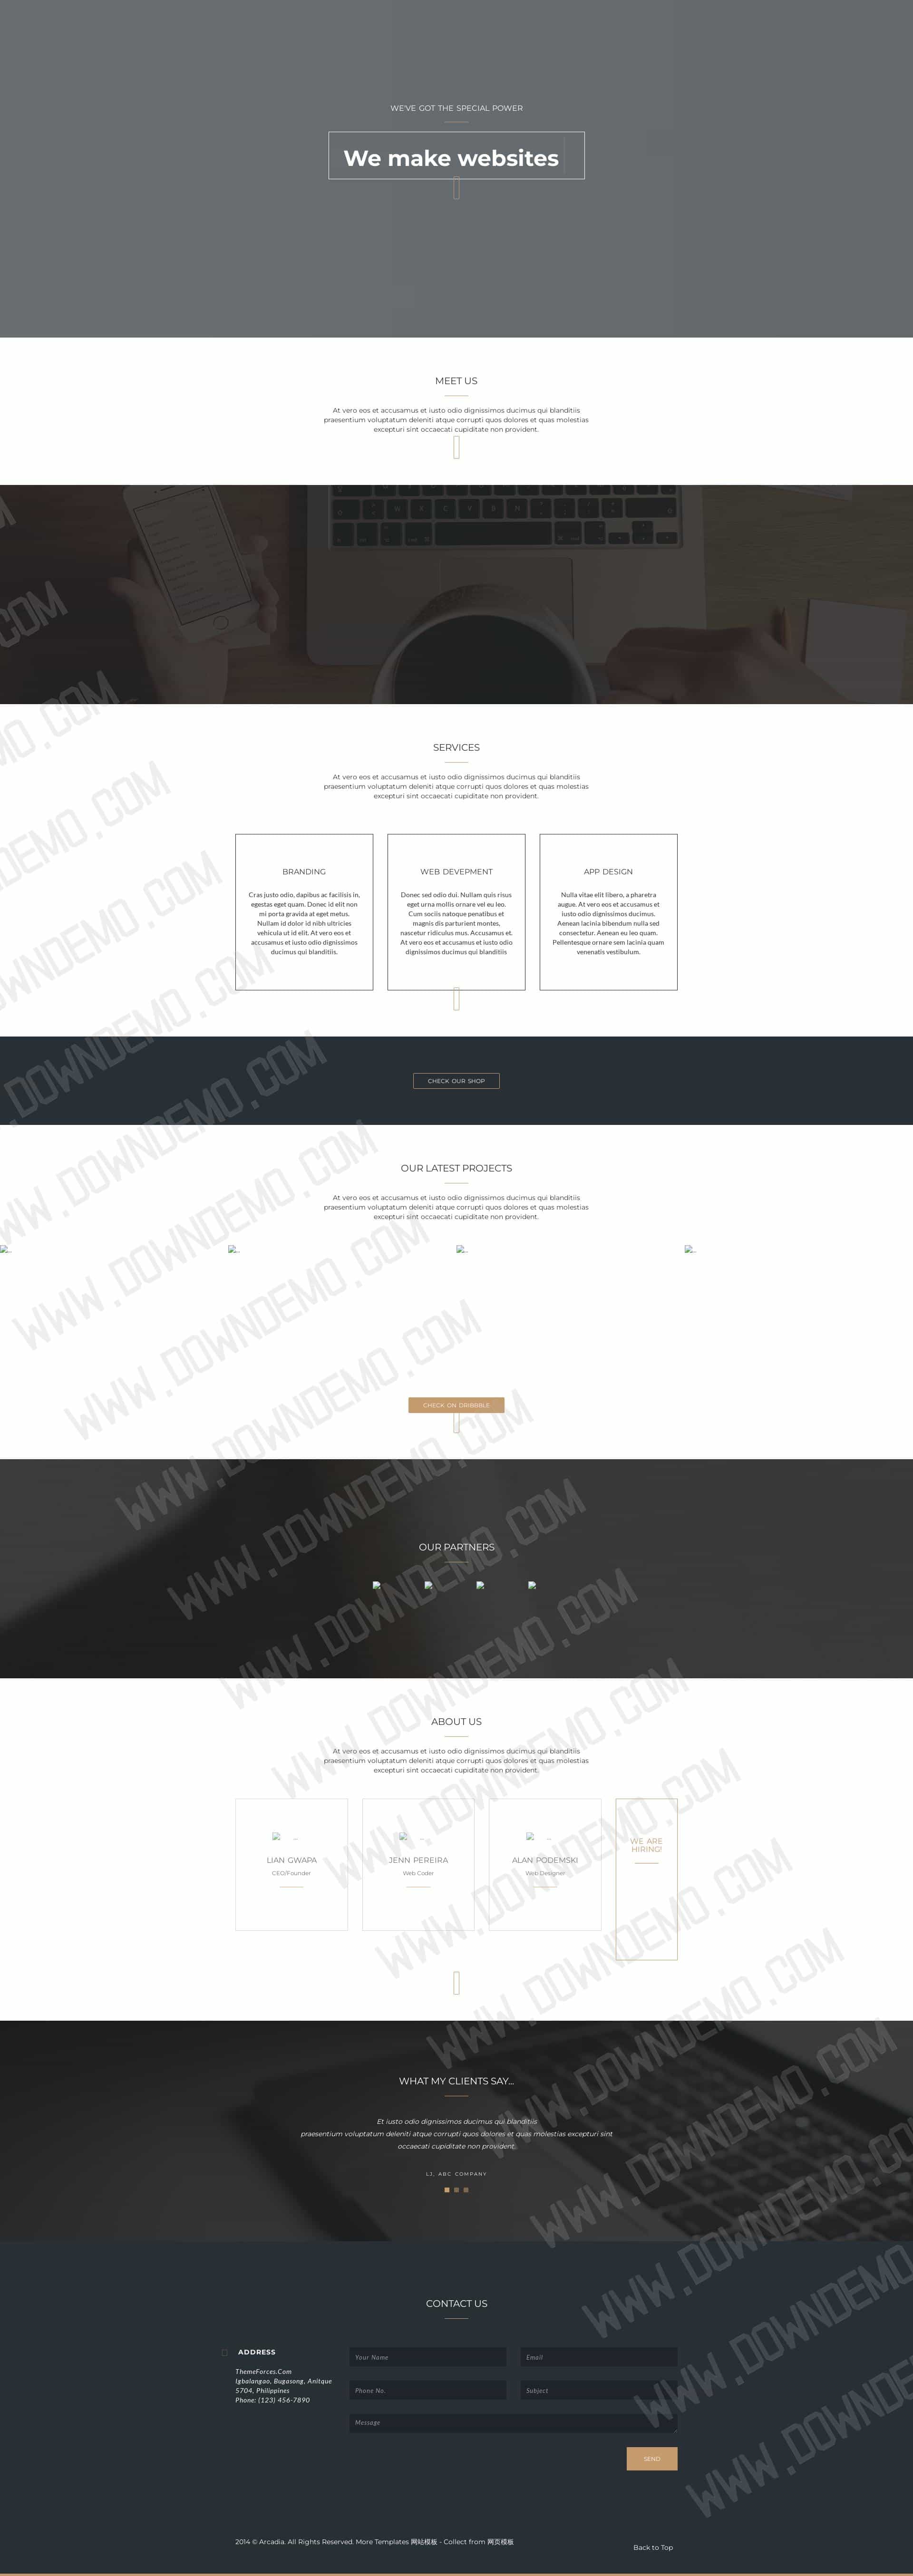 WE'VE GOT THE SPECIAL POWER
We make websites
MEET US
At vero eos et accusamus et iusto odio dignissimos ducimus qui blanditiis
praesentium voluptatum deleniti atque corrupti quos dolores et quas molestias
excepturi sint occaecati cupiditate non provident.
SERVICES
At vero eos et accusamus et iusto odio dignissimos ducimus qui blanditiis
praesentium voluptatum deleniti atque corrupti quos dolores et quas molestias
excepturi sint occaecati cupiditate non provident.
BRANDING
Cras justo odio, dapibus ac facilisis in,
egestas eget quam. Donec id elit non
mi porta gravida at eget metus.
Nullam id dolor id nibh ultricies
vehicula ut id elit. At vero eos et
accusamus et iusto odio dignissimos
ducimus qui blanditiis.
WEB DEVEPMENT
Donec sed odio dui. Nullam quis risus
eget urna mollis ornare vel eu leo.
Cum sociis natoque penatibus et
magnis dis parturient montes,
nascetur ridiculus mus. Accusamus et.
At vero eos et accusamus et iusto odio
dignissimos ducimus qui blanditiis
APP DESIGN
Nulla vitae elit libero, a pharetra
augue. At vero eos et accusamus et
iusto odio dignissimos ducimus.
Aenean lacinia bibendum nulla sed
consectetur. Aenean eu leo quam.
Pellentesque ornare sem lacinia quam
venenatis vestibulum.
CHECK OUR SHOP
OUR LATEST PROJECTS
At vero eos et accusamus et iusto odio dignissimos ducimus qui blanditiis
praesentium voluptatum deleniti atque corrupti quos dolores et quas molestias
excepturi sint occaecati cupiditate non provident.
CHECK ON DRIBBBLE
OUR PARTNERS
ABOUT US
At vero eos et accusamus et iusto odio dignissimos ducimus qui blanditiis
praesentium voluptatum deleniti atque corrupti quos dolores et quas molestias
excepturi sint occaecati cupiditate non provident.
LIAN GWAPA
CEO/Founder
JENN PEREIRA
Web Coder
ALAN PODEMSKI
Web Designer
WE ARE
HIRING!
WHAT MY CLIENTS SAY...
Et iusto odio dignissimos ducimus qui blanditiis
praesentium voluptatum deleniti atque corrupti quos dolores et quas molestias excepturi sint
occaecati cupiditate non provident.
LJ, ABC COMPANY
CONTACT US
ADDRESS
ThemeForces.Com
Igbalangao, Bugasong, Anitque
5704, Philippines
Phone: (123) 456-7890
Your Name
Email
Phone No.
Subject
Message
SEND
2014 © Arcadia. All Rights Reserved. More Templates 网站模板 - Collect from 网页模板
Back to Top
WWW.DOWNDEMO.COM